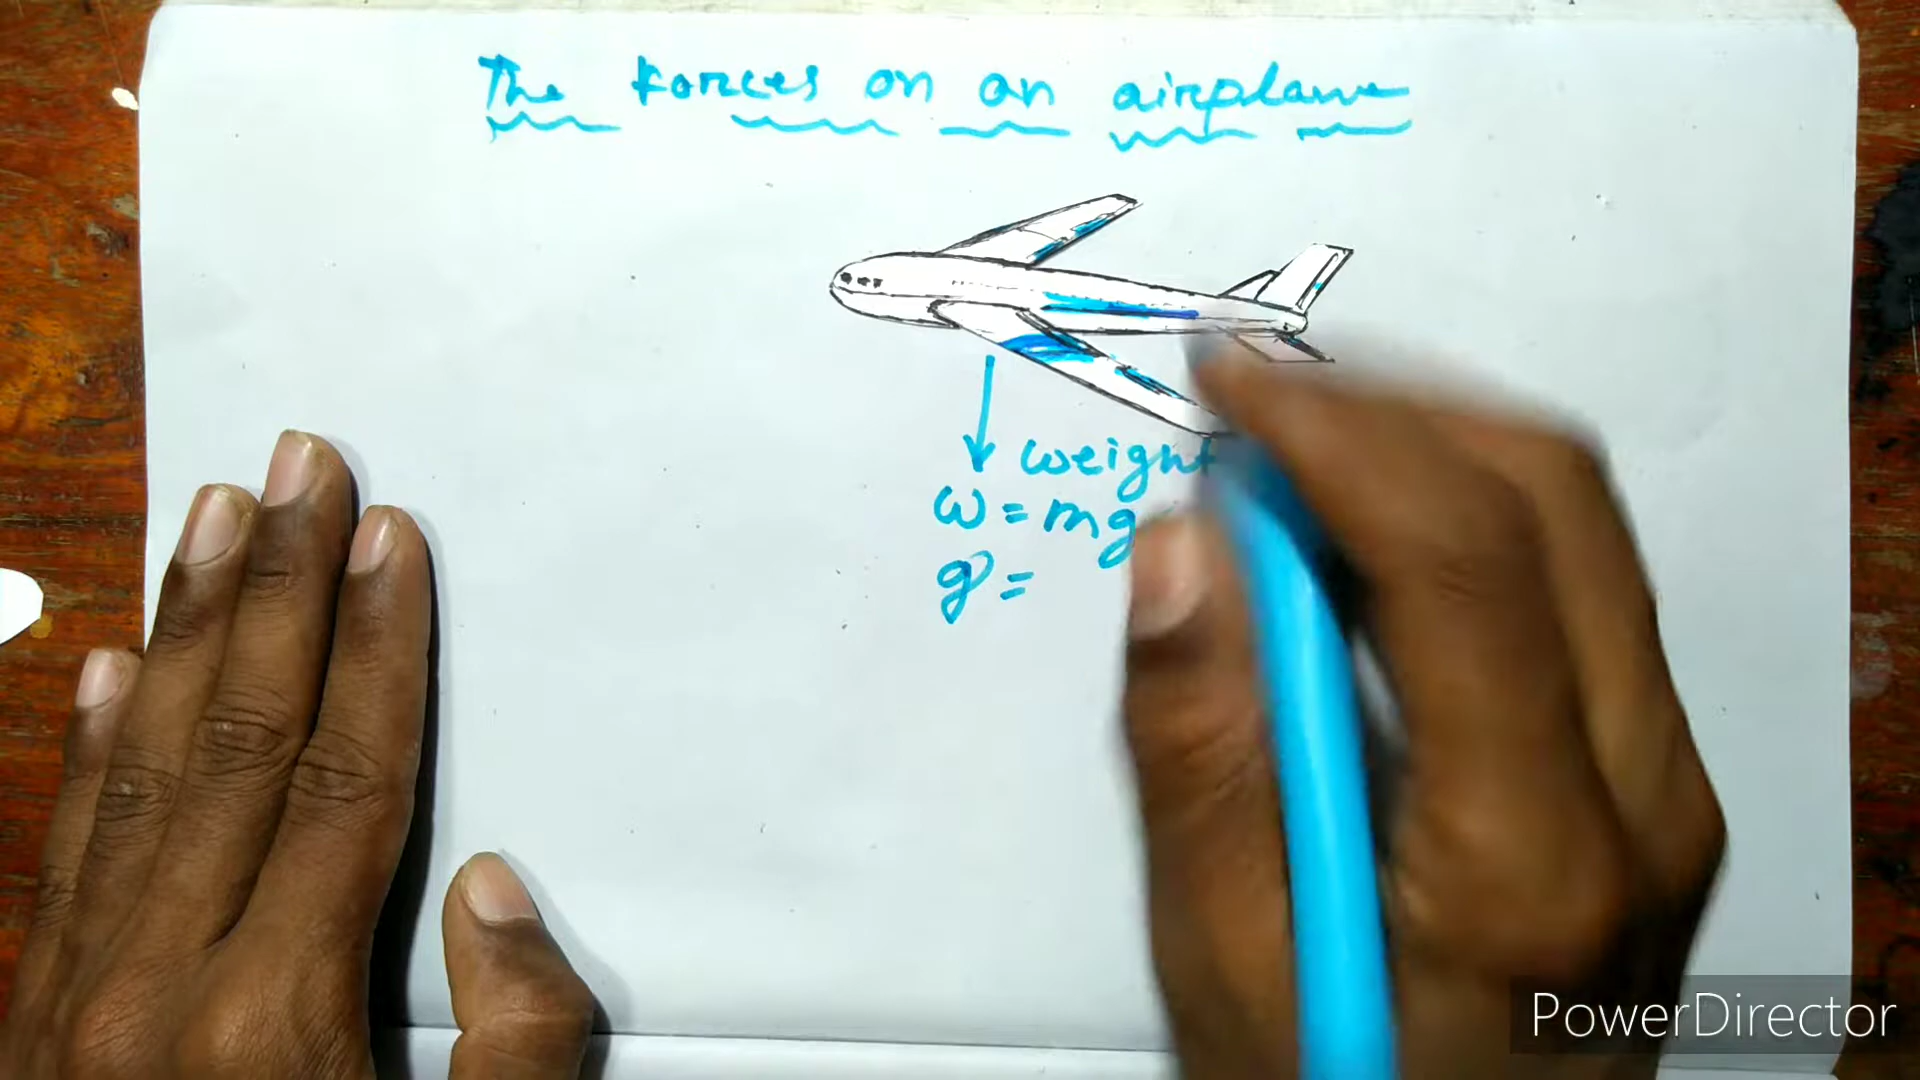 The Forces on an airplane
weight
w = mg
g =
PowerDirector